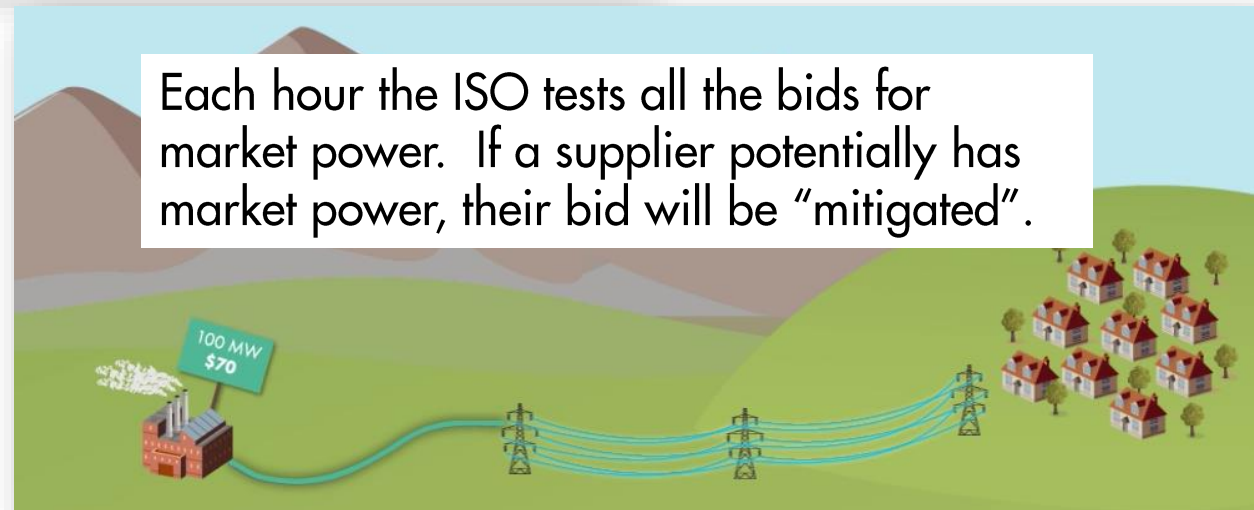 Each hour the ISO tests all the bids for
market power.  If a supplier potentially has
market power, their bid will be “mitigated”.
100 MW
$70